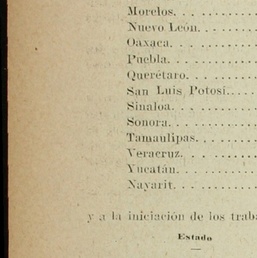 Morelos. . . . . . . . .
Nuevo León. . . . . .
Oaxaca. . . . . . . . .
Puebla. . . . . . . . .
Querétaro. . . . . . .
San Luis Potosí.. . .
Sinaloa. . . . . . . . .
Sonora. . . . . . . . .
Tamaulipas. . . . . .
Veracruz. . . . . . . .
Yucatán. . . . . . . .
Nayarit. . . . . . . . .
y a la iniciación de los traba
Estado